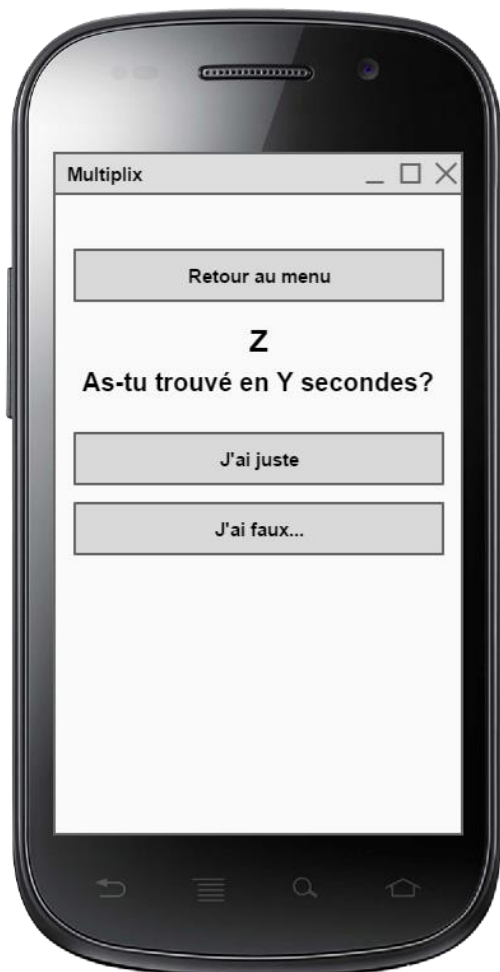 Multiplix
Retour au menu
Z
As-tu trouvé en Y secondes?
J'ai juste
J'ai faux...